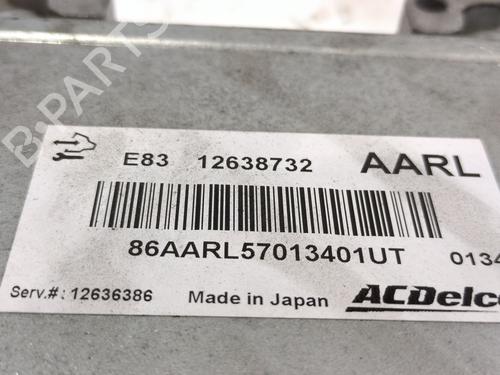 B-PARTS
E83 12638732 AARL
86AARL57013401UT 0134
Serv.#: 12636386 Made in Japan ACDelco